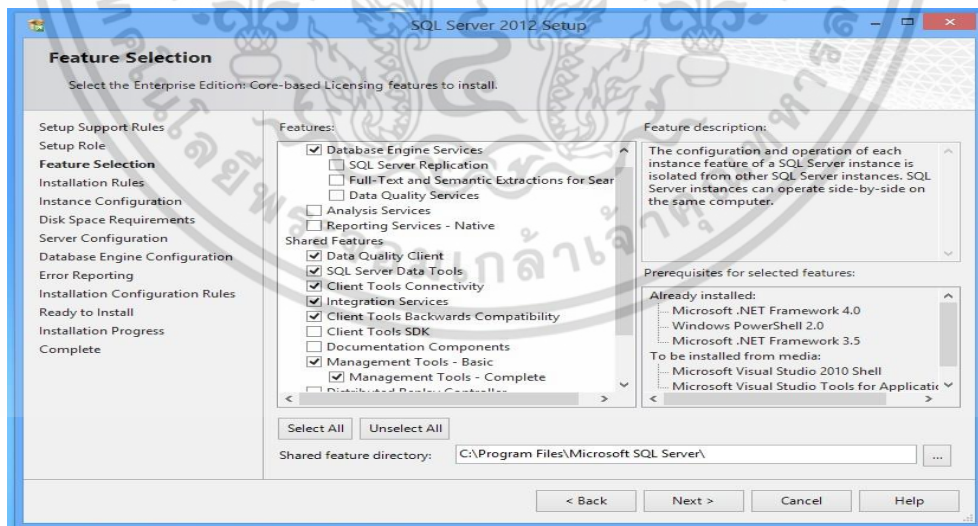 SQL Server 2012 Setup
Feature Selection
Select the Enterprise Edition: Core-based Licensing features to install.
Setup Support Rules
Setup Role
Feature Selection
Installation Rules
Instance Configuration
Disk Space Requirements
Server Configuration
Database Engine Configuration
Error Reporting
Installation Configuration Rules
Ready to Install
Installation Progress
Complete
Features:
Database Engine Services
SQL Server Replication
Full-Text and Semantic Extractions for Sear
Data Quality Services
Analysis Services
Reporting Services - Native
Shared Features
Data Quality Client
SQL Server Data Tools
Client Tools Connectivity
Integration Services
Client Tools Backwards Compatibility
Client Tools SDK
Documentation Components
Management Tools - Basic
Management Tools - Complete
Distributed Replay Controller
Feature description:
The configuration and operation of each
instance feature of a SQL Server instance is
isolated from other SQL Server instances. SQL
Server instances can operate side-by-side on
the same computer.
Prerequisites for selected features:
Already installed:
Microsoft .NET Framework 4.0
Windows PowerShell 2.0
Microsoft .NET Framework 3.5
To be installed from media:
Microsoft Visual Studio 2010 Shell
Microsoft Visual Studio Tools for Applicatic
Select All
Unselect All
Shared feature directory:
C:\Program Files\Microsoft SQL Server\
...
< Back
Next >
Cancel
Help